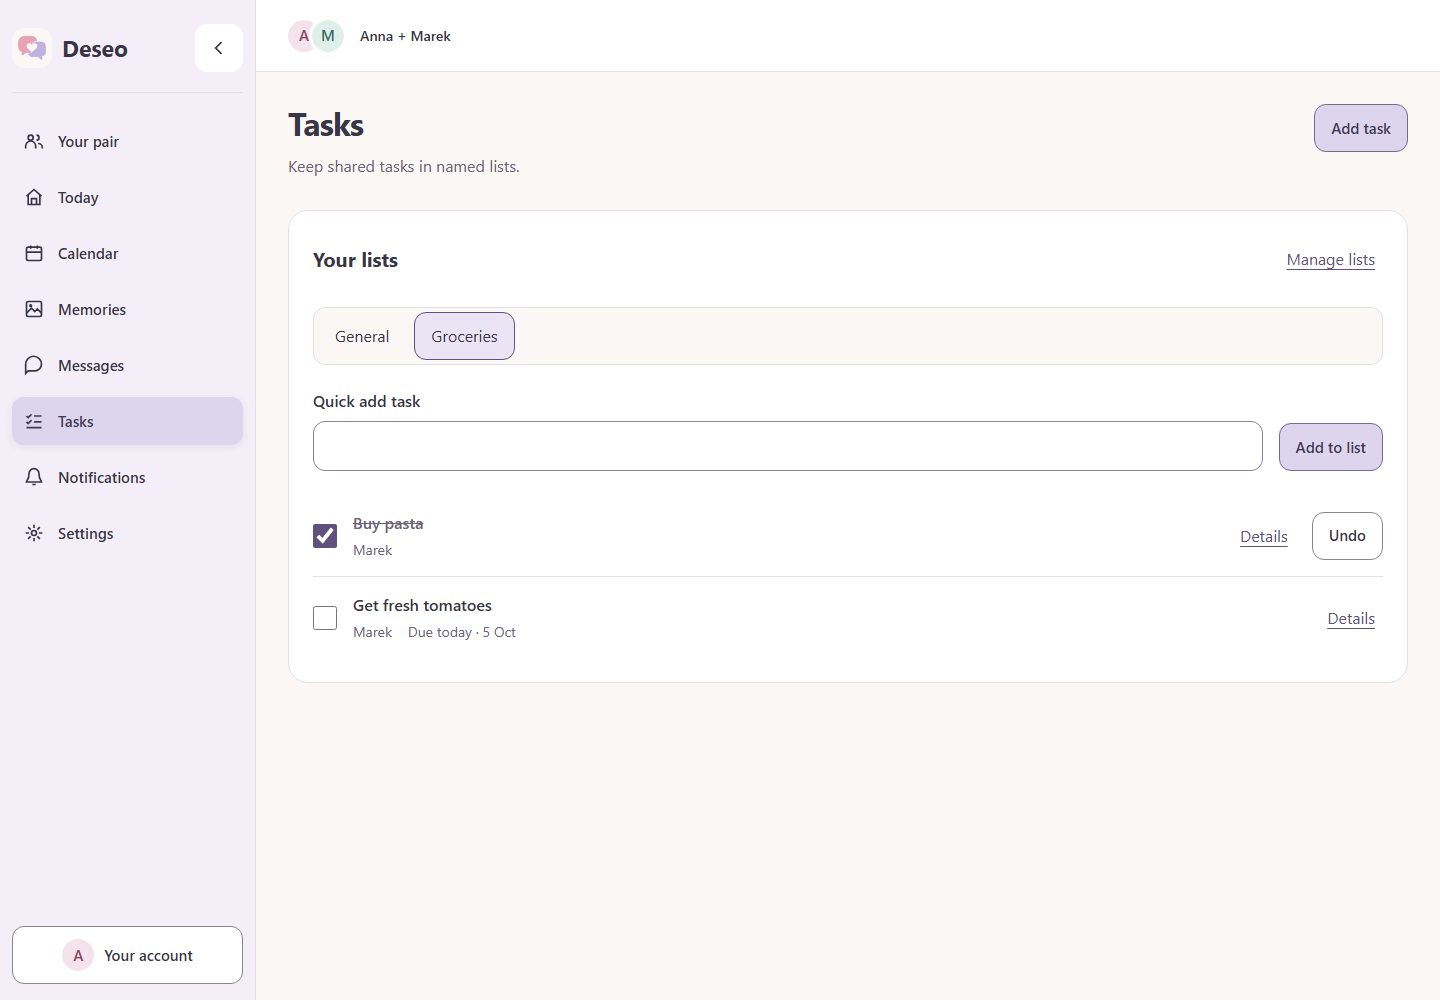 Deseo
Your pair
Today
Calendar
Memories
Messages
Tasks
Notifications
Settings
A Your account
A M Anna + Marek
Tasks
Add task
Keep shared tasks in named lists.
Your lists
Manage lists
General Groceries
Quick add task
Add to list
Buy pasta
Marek
Details Undo
Get fresh tomatoes
Marek Due today · 5 Oct
Details